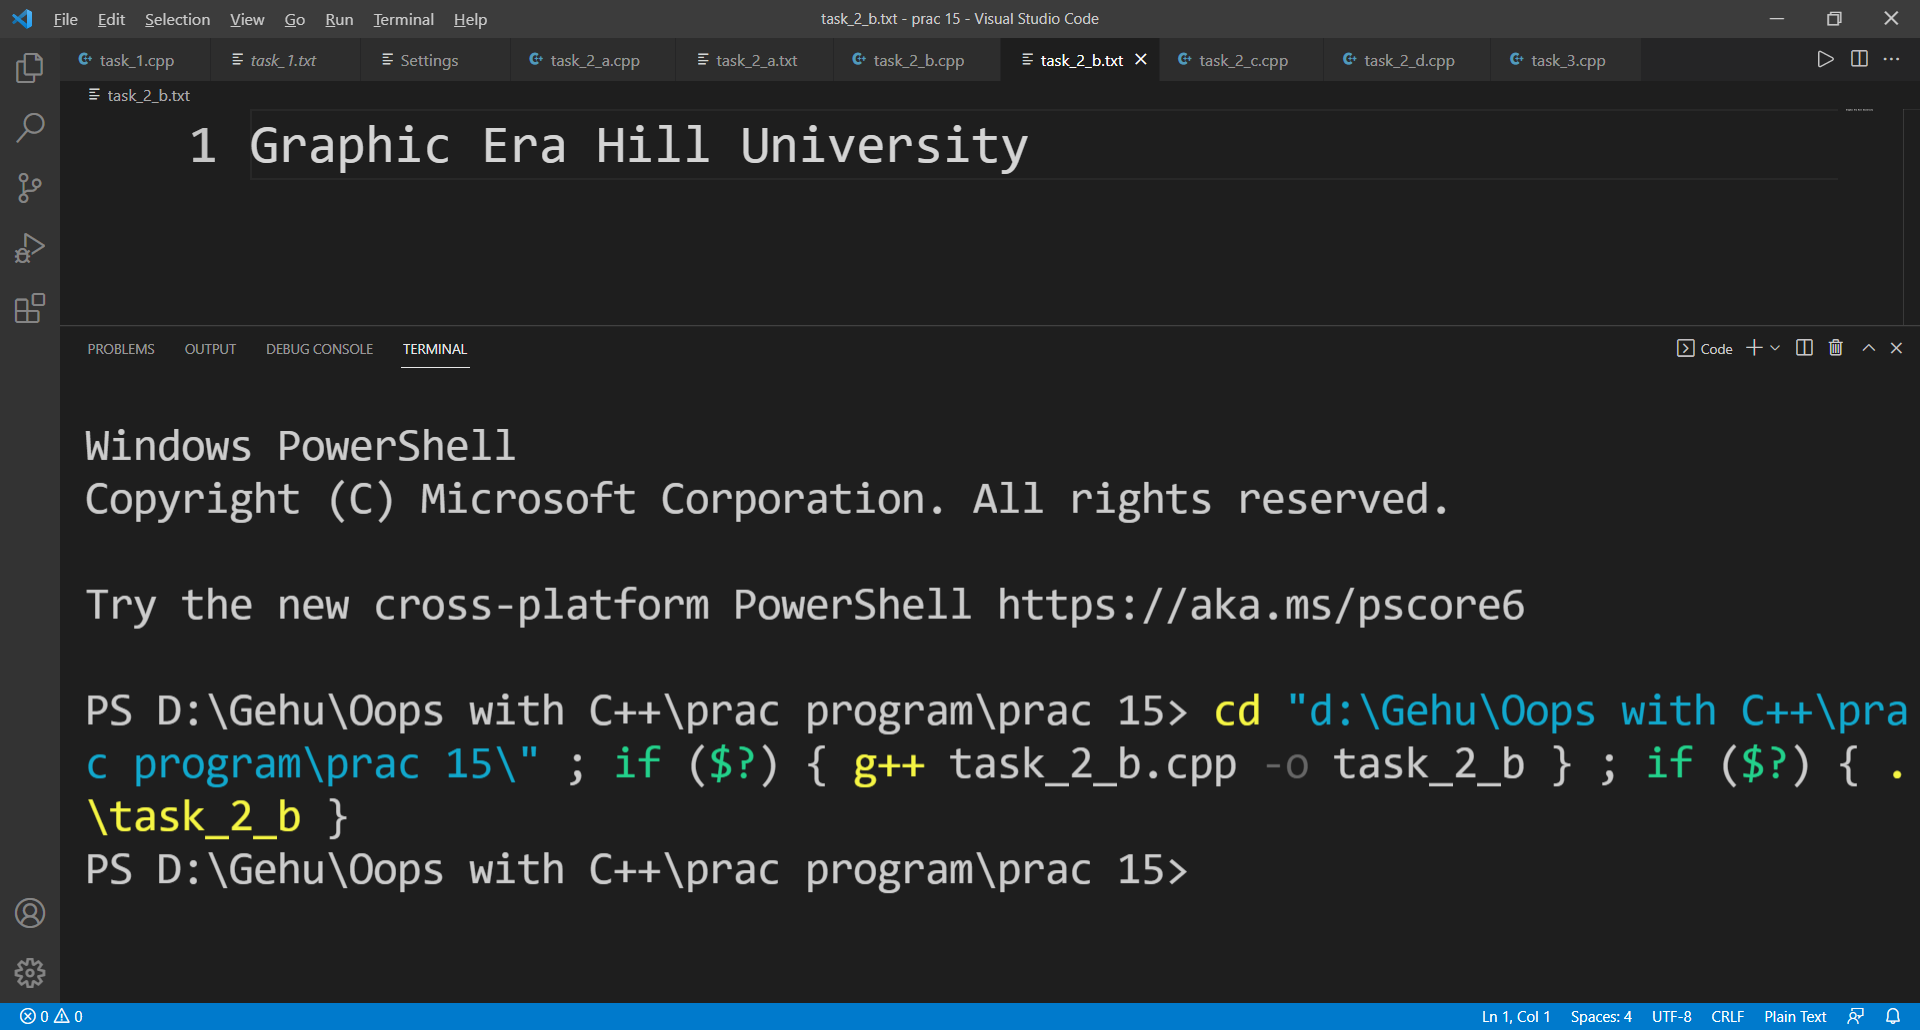 File Edit Selection View Go Run Terminal Help task_2_b.txt - prac 15 - Visual Studio Code
task_1.cpp task_1.txt Settings task_2_a.cpp task_2_a.txt task_2_b.cpp task_2_b.txt task_2_c.cpp task_2_d.cpp task_3.cpp
task_2_b.txt
1 Graphic Era Hill University
PROBLEMS OUTPUT DEBUG CONSOLE TERMINAL Code
Windows PowerShell
Copyright (C) Microsoft Corporation. All rights reserved.
Try the new cross-platform PowerShell https://aka.ms/pscore6
PS D:\Gehu\Oops with C++\prac program\prac 15> cd "d:\Gehu\Oops with C++\pra
c program\prac 15\" ; if ($?) { g++ task_2_b.cpp -o task_2_b } ; if ($?) { .
\task_2_b }
PS D:\Gehu\Oops with C++\prac program\prac 15>
0 0 Ln 1, Col 1 Spaces: 4 UTF-8 CRLF Plain Text